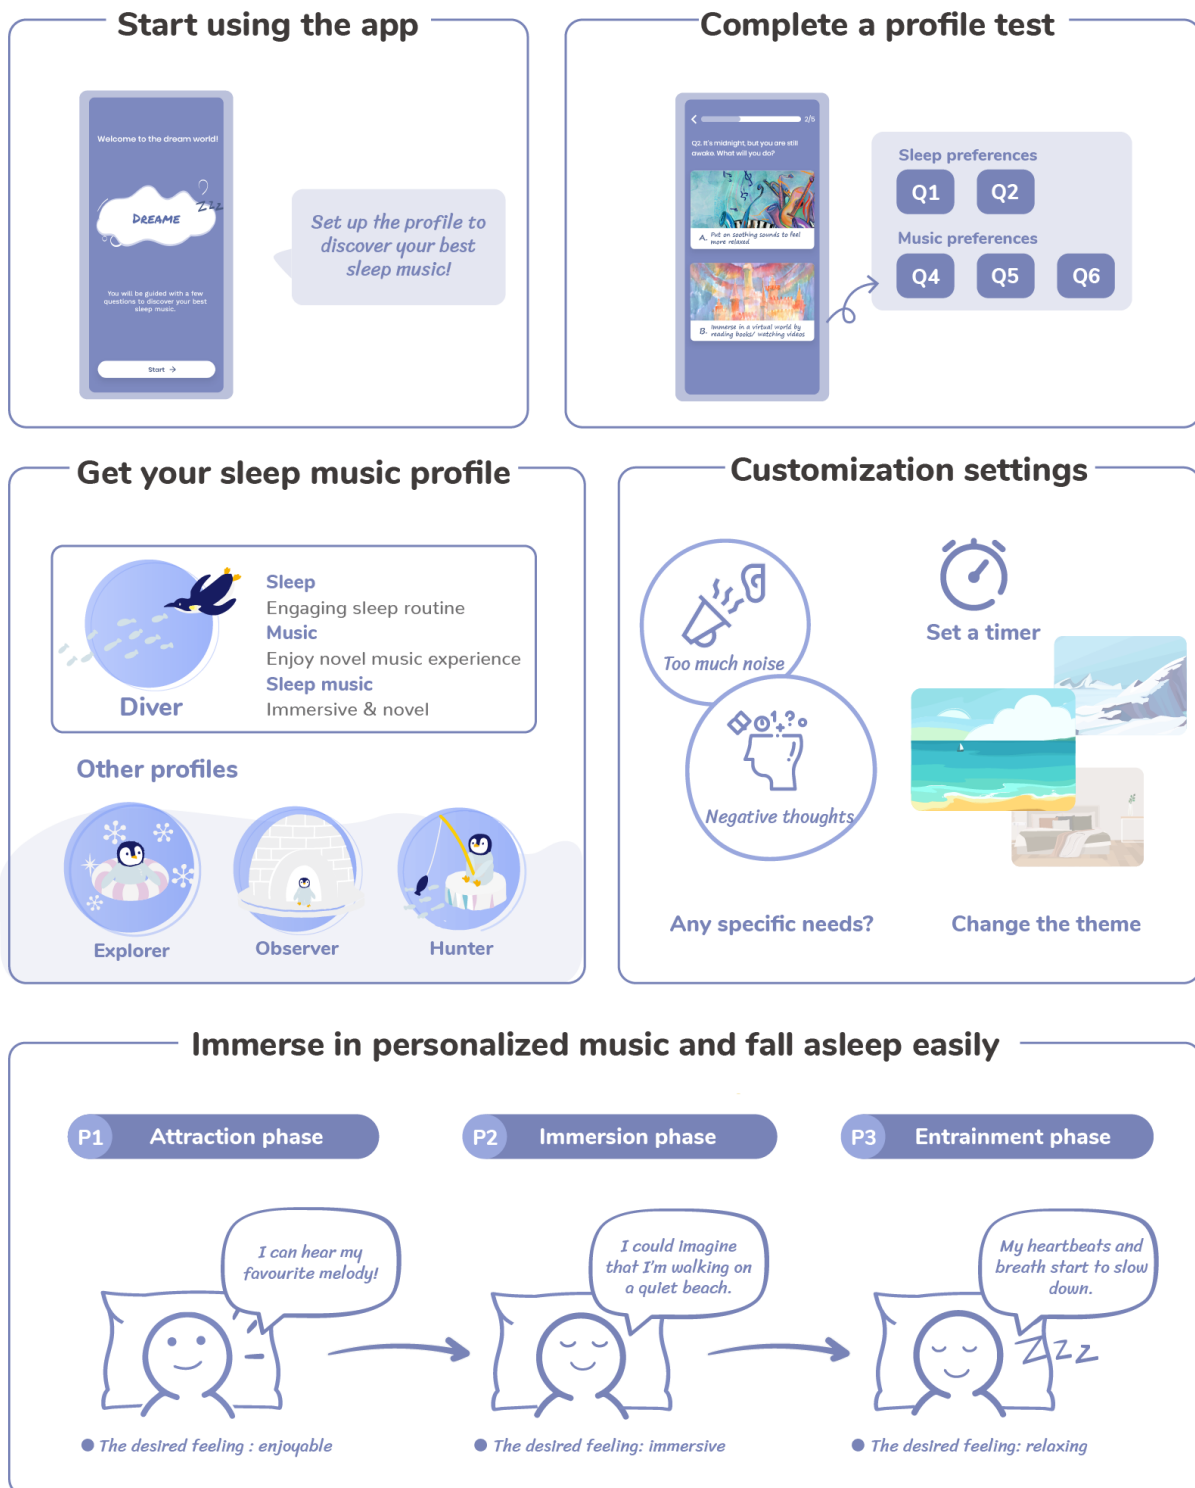 Start using the app
Welcome to the dream world!
DREAME
Zzz
You will be guided with a few
questions to discover your best
sleep music.
Start →
Set up the profile to
discover your best
sleep music!
Complete a profile test
2/5
Q2. It's midnight, but you are still
awake. What will you do?
A. Put on soothing sounds to feel
more relaxed
B. Immerse in a virtual world by
reading books/ watching videos
Sleep preferences
Q1 Q2
Music preferences
Q4 Q5 Q6
Get your sleep music profile
Diver
Sleep
Engaging sleep routine
Music
Enjoy novel music experience
Sleep music
Immersive & novel
Other profiles
Explorer
Observer
Hunter
Customization settings
Too much noise
Negative thoughts
Any specific needs?
Set a timer
Change the theme
Immerse in personalized music and fall asleep easily
P1 Attraction phase
I can hear my
favourite melody!
The desired feeling : enjoyable
P2 Immersion phase
I could imagine
that I'm walking on
a quiet beach.
The desired feeling: immersive
P3 Entrainment phase
My heartbeats and
breath start to slow
down.
Zzz
The desired feeling: relaxing